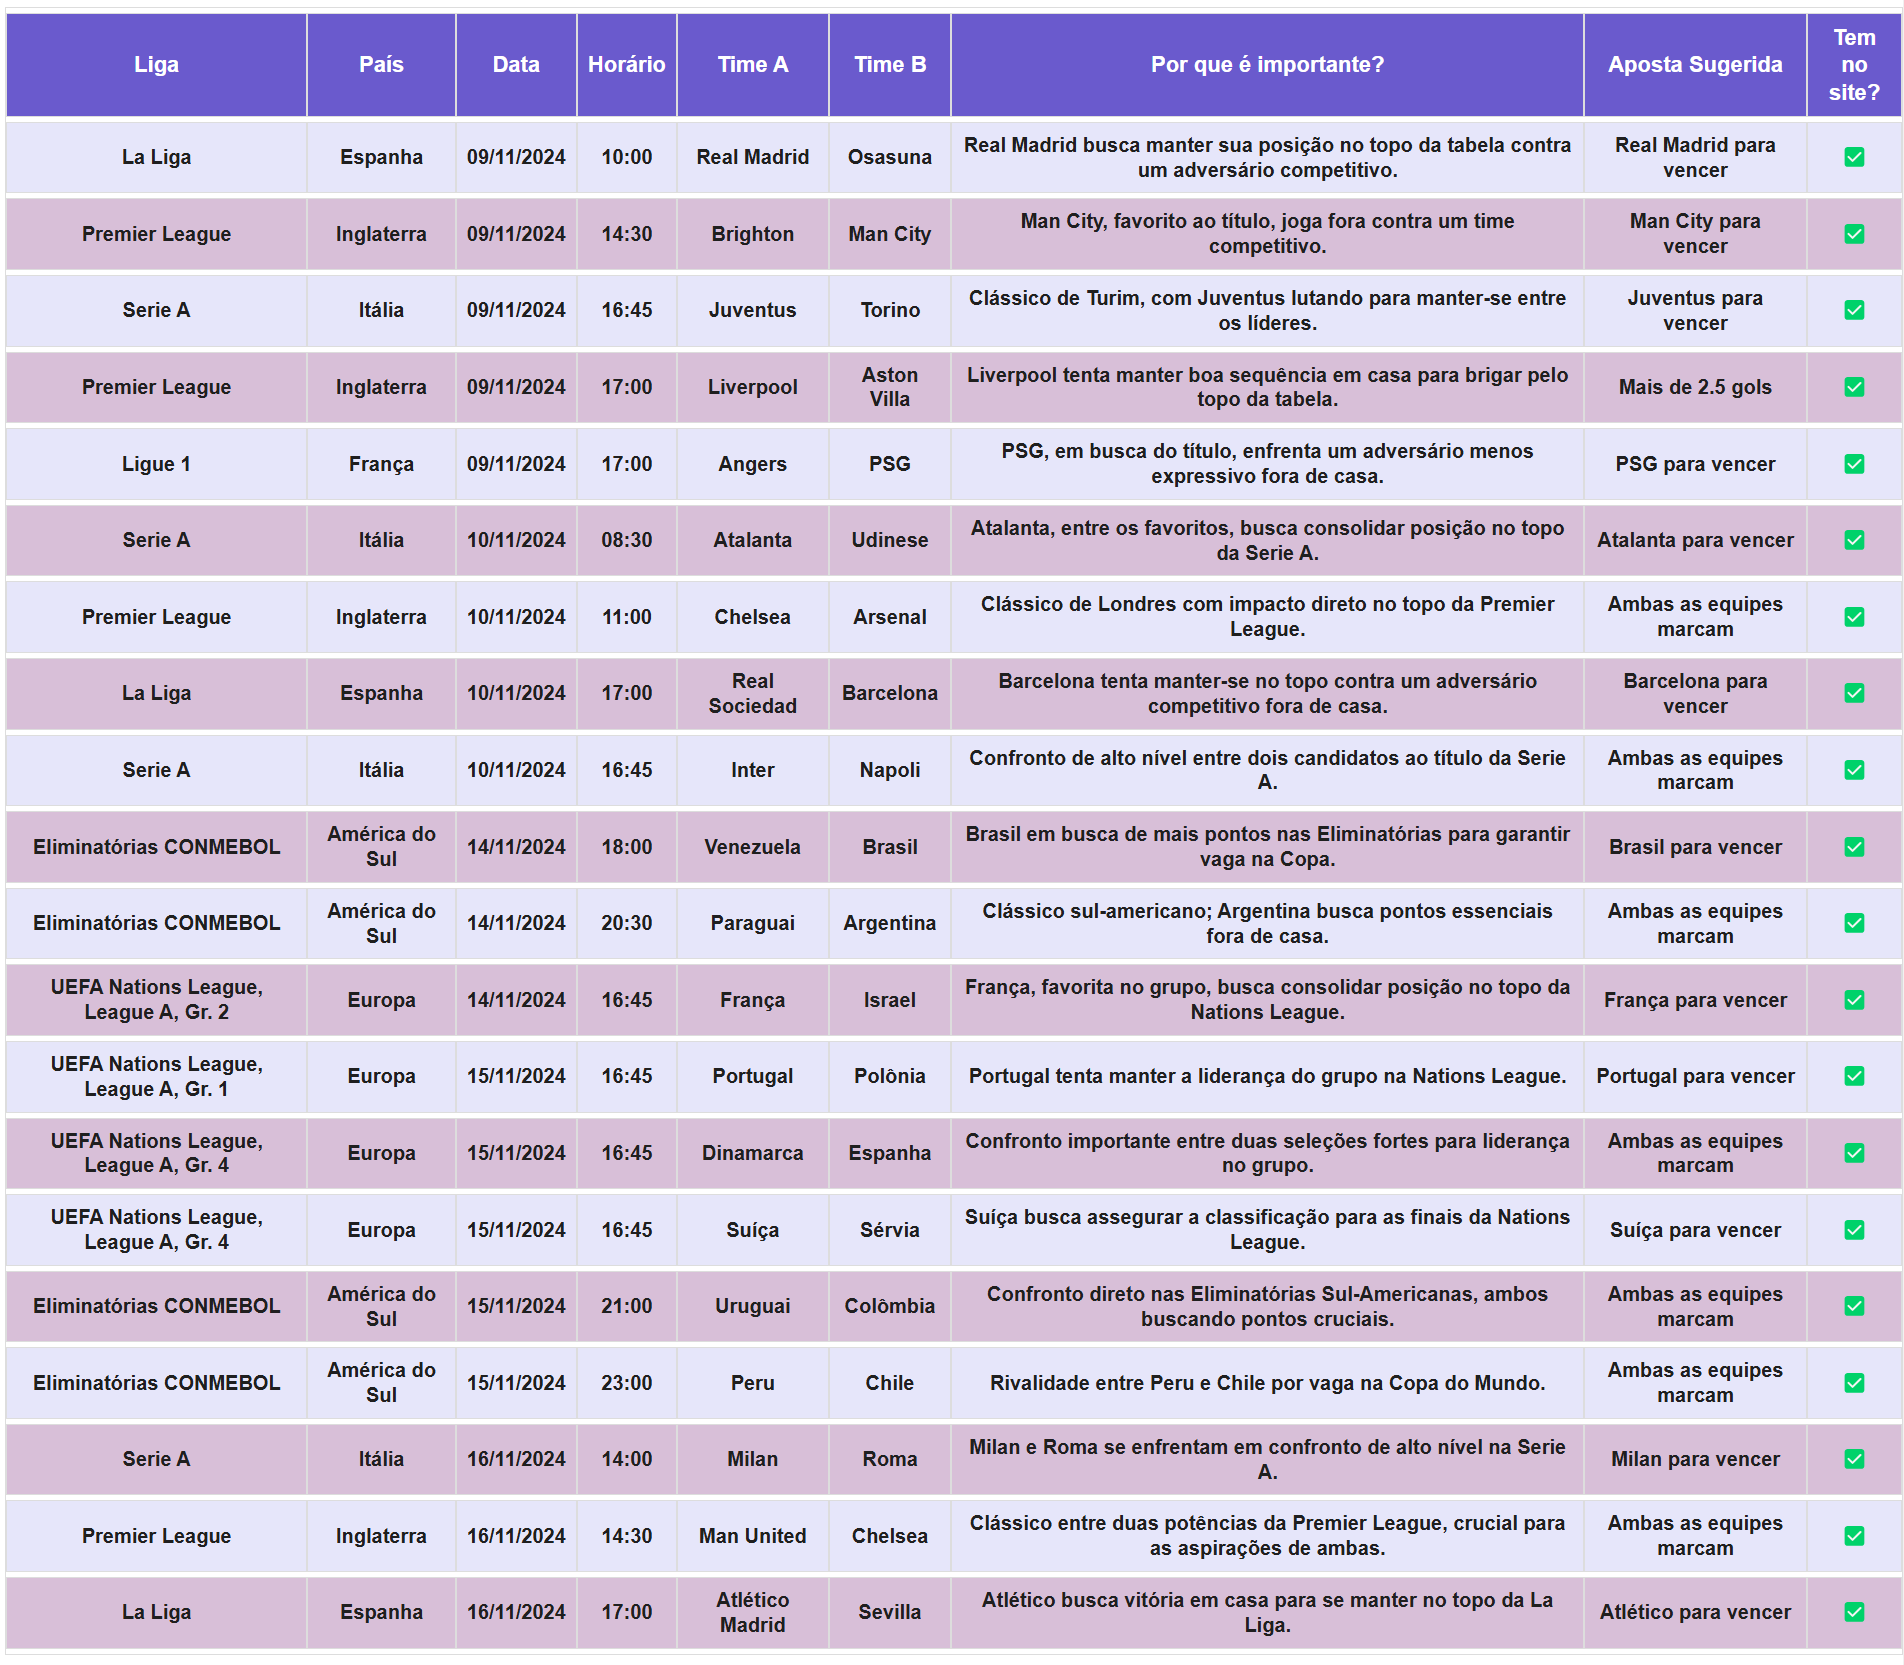 Liga País Data Horário Time A Time B Por que é importante? Aposta Sugerida Tem no site?
La Liga Espanha 09/11/2024 10:00 Real Madrid Osasuna Real Madrid busca manter sua posição no topo da tabela contra um adversário competitivo. Real Madrid para vencer ✅
Premier League Inglaterra 09/11/2024 14:30 Brighton Man City Man City, favorito ao título, joga fora contra um time competitivo. Man City para vencer ✅
Serie A Itália 09/11/2024 16:45 Juventus Torino Clássico de Turim, com Juventus lutando para manter-se entre os líderes. Juventus para vencer ✅
Premier League Inglaterra 09/11/2024 17:00 Liverpool Aston Villa Liverpool tenta manter boa sequência em casa para brigar pelo topo da tabela. Mais de 2.5 gols ✅
Ligue 1 França 09/11/2024 17:00 Angers PSG PSG, em busca do título, enfrenta um adversário menos expressivo fora de casa. PSG para vencer ✅
Serie A Itália 10/11/2024 08:30 Atalanta Udinese Atalanta, entre os favoritos, busca consolidar posição no topo da Serie A. Atalanta para vencer ✅
Premier League Inglaterra 10/11/2024 11:00 Chelsea Arsenal Clássico de Londres com impacto direto no topo da Premier League. Ambas as equipes marcam ✅
La Liga Espanha 10/11/2024 17:00 Real Sociedad Barcelona Barcelona tenta manter-se no topo contra um adversário competitivo fora de casa. Barcelona para vencer ✅
Serie A Itália 10/11/2024 16:45 Inter Napoli Confronto de alto nível entre dois candidatos ao título da Serie A. Ambas as equipes marcam ✅
Eliminatórias CONMEBOL América do Sul 14/11/2024 18:00 Venezuela Brasil Brasil em busca de mais pontos nas Eliminatórias para garantir vaga na Copa. Brasil para vencer ✅
Eliminatórias CONMEBOL América do Sul 14/11/2024 20:30 Paraguai Argentina Clássico sul-americano; Argentina busca pontos essenciais fora de casa. Ambas as equipes marcam ✅
UEFA Nations League, League A, Gr. 2 Europa 14/11/2024 16:45 França Israel França, favorita no grupo, busca consolidar posição no topo da Nations League. França para vencer ✅
UEFA Nations League, League A, Gr. 1 Europa 15/11/2024 16:45 Portugal Polônia Portugal tenta manter a liderança do grupo na Nations League. Portugal para vencer ✅
UEFA Nations League, League A, Gr. 4 Europa 15/11/2024 16:45 Dinamarca Espanha Confronto importante entre duas seleções fortes para liderança no grupo. Ambas as equipes marcam ✅
UEFA Nations League, League A, Gr. 4 Europa 15/11/2024 16:45 Suíça Sérvia Suíça busca assegurar a classificação para as finais da Nations League. Suíça para vencer ✅
Eliminatórias CONMEBOL América do Sul 15/11/2024 21:00 Uruguai Colômbia Confronto direto nas Eliminatórias Sul-Americanas, ambos buscando pontos cruciais. Ambas as equipes marcam ✅
Eliminatórias CONMEBOL América do Sul 15/11/2024 23:00 Peru Chile Rivalidade entre Peru e Chile por vaga na Copa do Mundo. Ambas as equipes marcam ✅
Serie A Itália 16/11/2024 14:00 Milan Roma Milan e Roma se enfrentam em confronto de alto nível na Serie A. Milan para vencer ✅
Premier League Inglaterra 16/11/2024 14:30 Man United Chelsea Clássico entre duas potências da Premier League, crucial para as aspirações de ambas. Ambas as equipes marcam ✅
La Liga Espanha 16/11/2024 17:00 Atlético Madrid Sevilla Atlético busca vitória em casa para se manter no topo da La Liga. Atlético para vencer ✅